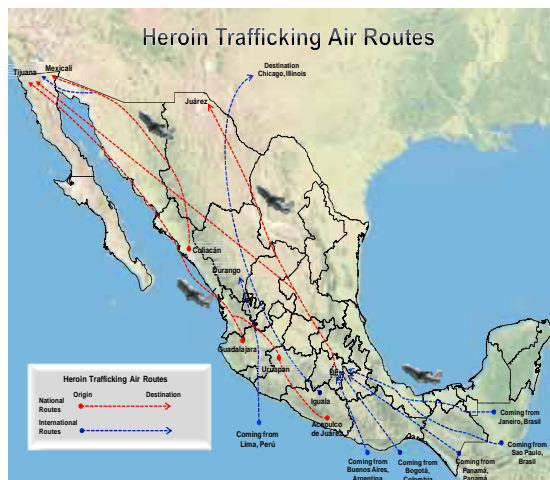 Heroin Trafficking Air Routes
Destination
Chicago, Illinois
Tijuana
Mexicali
Juárez
Culiacán
Durango
Guadalajara
Uruapan
Iguala
Acapulco
de Juárez
Coming from
Lima, Perú
Coming from
Buenos Aires,
Argentina
Coming from
Bogotá,
Colombia
Coming from
Panamá,
Panamá
Coming from
Janeiro, Brasil
Coming from
Sao Paulo,
Brasil
Heroin Trafficking Air Routes
Origin
Destination
National
Routes
International
Routes